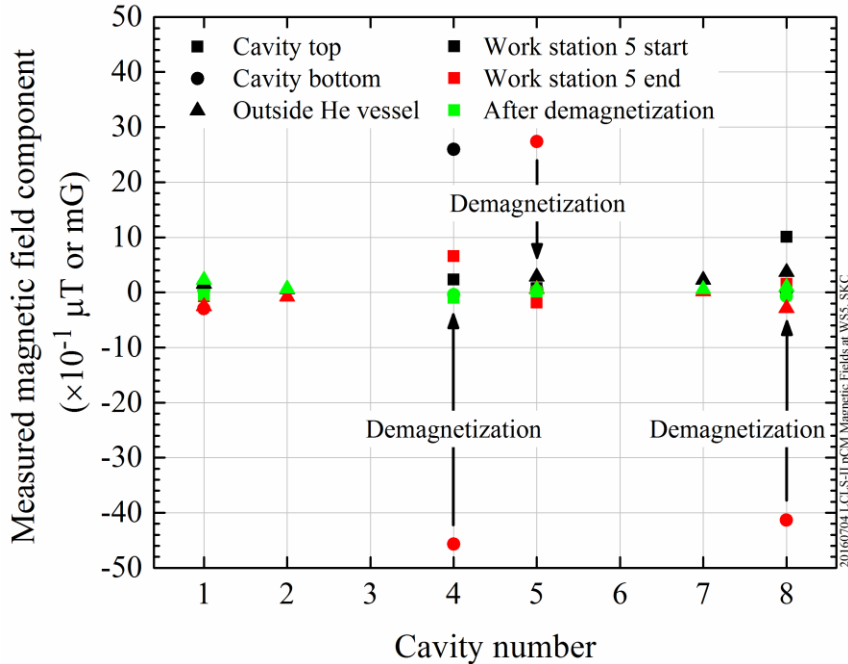 Measured magnetic field component
(×10⁻¹ μT or mG)
50
40
30
20
10
0
-10
-20
-30
-40
-50
Cavity top
Cavity bottom
Outside He vessel
Work station 5 start
Work station 5 end
After demagnetization
Demagnetization
Demagnetization
Demagnetization
1 2 3 4 5 6 7 8
Cavity number
20160704 LCLS-II pCM Magnetic Fields at WS5, SKC